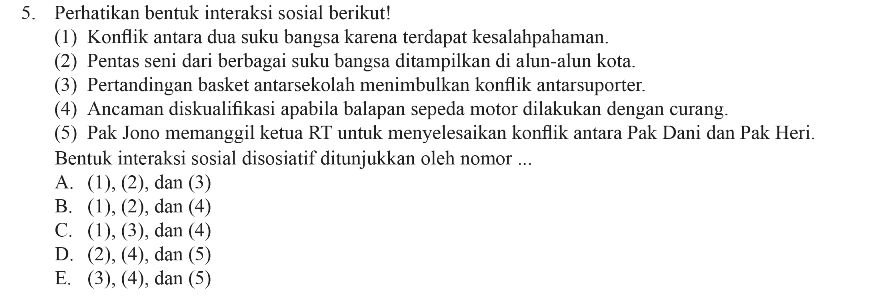 5. Perhatikan bentuk interaksi sosial berikut!
(1) Konflik antara dua suku bangsa karena terdapat kesalahpahaman.
(2) Pentas seni dari berbagai suku bangsa ditampilkan di alun-alun kota.
(3) Pertandingan basket antarsekolah menimbulkan konflik antarsuporter.
(4) Ancaman diskualifikasi apabila balapan sepeda motor dilakukan dengan curang.
(5) Pak Jono memanggil ketua RT untuk menyelesaikan konflik antara Pak Dani dan Pak Heri.
Bentuk interaksi sosial disosiatif ditunjukkan oleh nomor ...
A. (1), (2), dan (3)
B. (1), (2), dan (4)
C. (1), (3), dan (4)
D. (2), (4), dan (5)
E. (3), (4), dan (5)